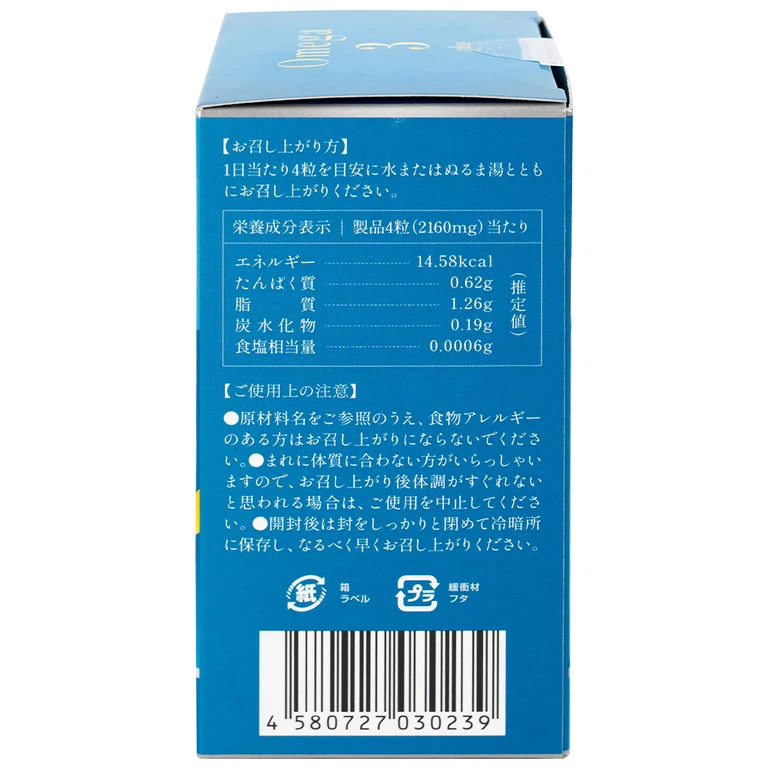 Omega
3
【お召し上がり方】
1日当たり4粒を目安に水またはぬるま湯ととも
にお召し上がりください。
栄養成分表示 | 製品4粒(2160mg)当たり
エネルギー 14.58kcal
たんぱく質 0.62g
脂質 1.26g
炭水化物 0.19g
食塩相当量 0.0006g
(推定値)
【ご使用上の注意】
●原材料名をご参照のうえ、食物アレルギー
のある方はお召し上がりにならないでくださ
い。●まれに体質に合わない方がいらっしゃい
ますので、お召し上がり後体調がすぐれない
と思われる場合は、ご使用を中止してくださ
い。●開封後は封をしっかりと閉めて冷暗所
に保存し、なるべく早くお召し上がりください。
紙 箱 プラ 緩衝材
ラベル フタ
4 580727 030239